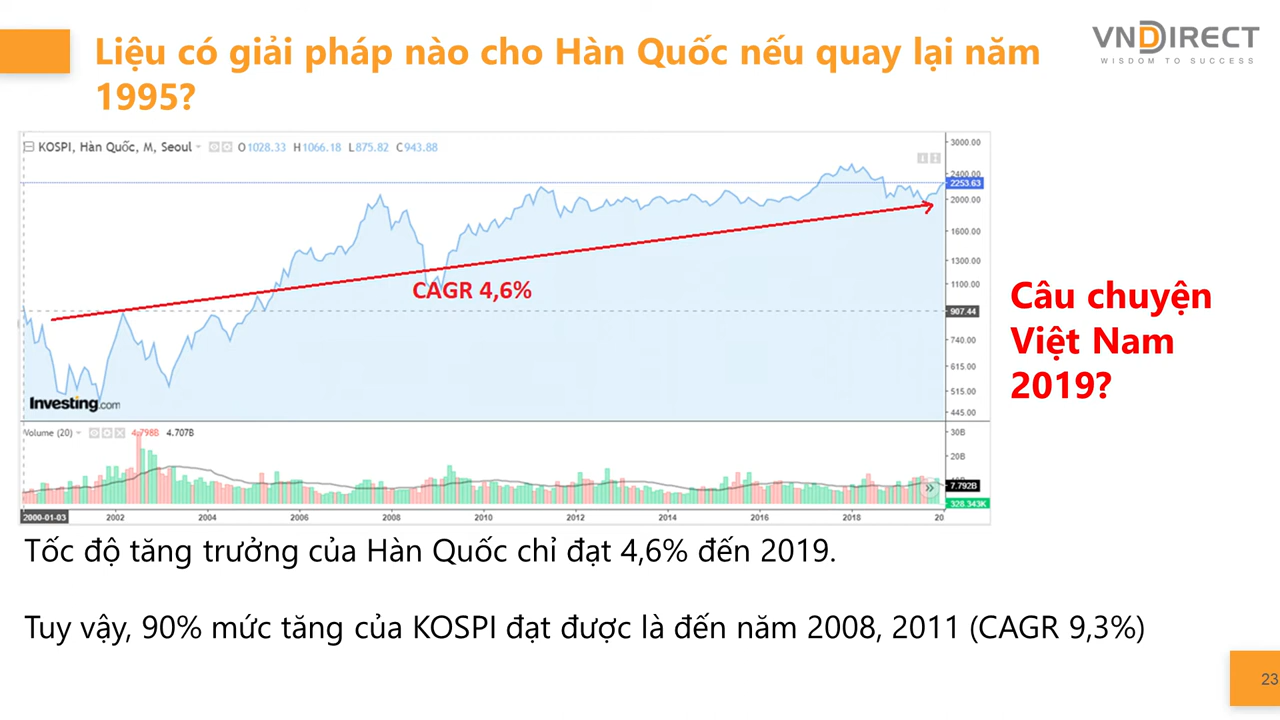 Liệu có giải pháp nào cho Hàn Quốc nếu quay lại năm
1995?
VNDIRECT
WISDOM TO SUCCESS
KOSPI, Hàn Quốc, M, Seoul O1028.33 H1066.18 L875.82 C943.88
3000.00
2400.00
2253.63
2000.00
1600.00
1300.00
1100.00
907.44
740.00
615.00
515.00
445.00
CAGR 4,6%
Investing.com
Volume (20) 4.798B 4.707B
30B
20B
7.792B
328.343K
2000-01-03 2002 2004 2006 2008 2010 2012 2014 2016 2018 20
Câu chuyện
Việt Nam
2019?
Tốc độ tăng trưởng của Hàn Quốc chỉ đạt 4,6% đến 2019.
Tuy vậy, 90% mức tăng của KOSPI đạt được là đến năm 2008, 2011 (CAGR 9,3%)
23